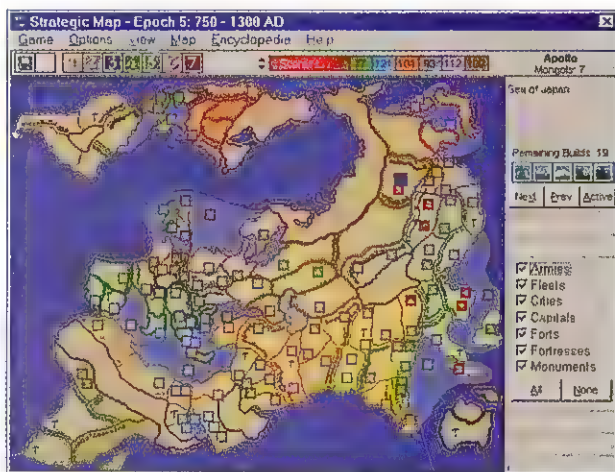 Strategic Map - Epoch 5: 750 - 1300 AD
Game Options View Map Encyclopedia Help
Apollo
Mongols: 7
Sea of Japan
Remaining Builds: 19
Next Prev Active
Armies
Fleets
Cities
Capitals
Forts
Fortresses
Monuments
All None